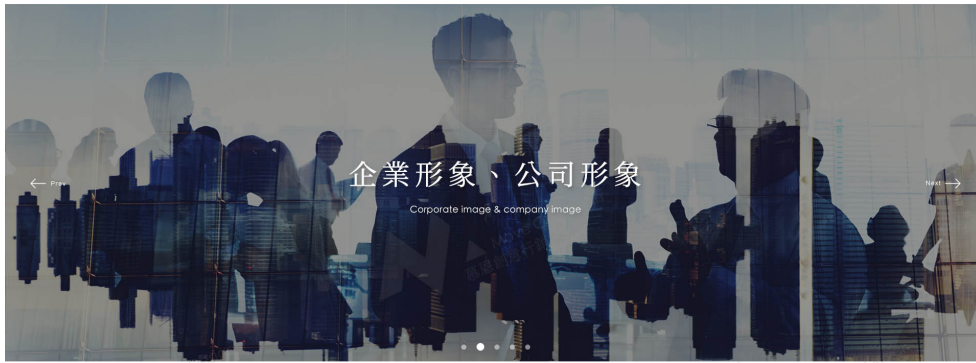 企業形象、公司形象
← Prev
Next →
Corporate image & company image